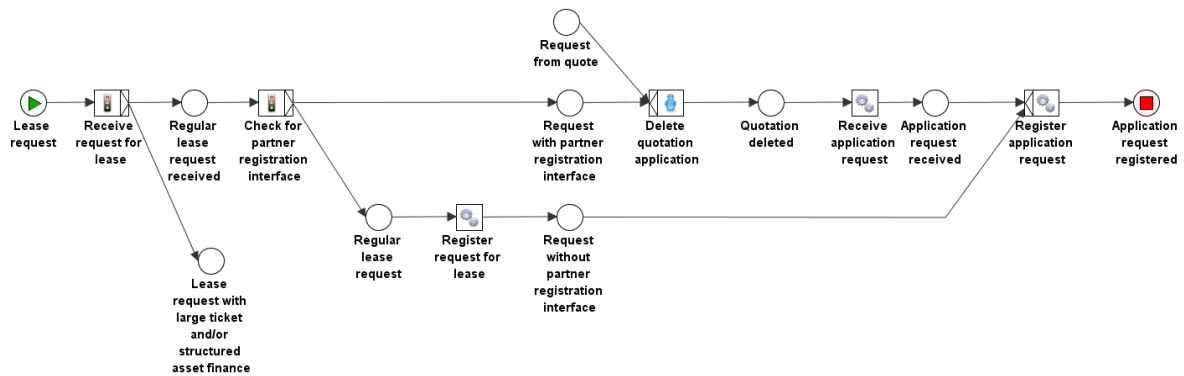 Request
from quote
Lease
request
Receive
request for
lease
Regular
lease
request
received
Check for
partner
registration
interface
Request
with partner
registration
interface
Delete
quotation
application
Quotation
deleted
Receive
application
request
Application
request
received
Register
application
request
Application
request
registered
Regular
lease
request
Register
request for
lease
Request
without
partner
registration
interface
Lease
request with
large ticket
and/or
structured
asset finance